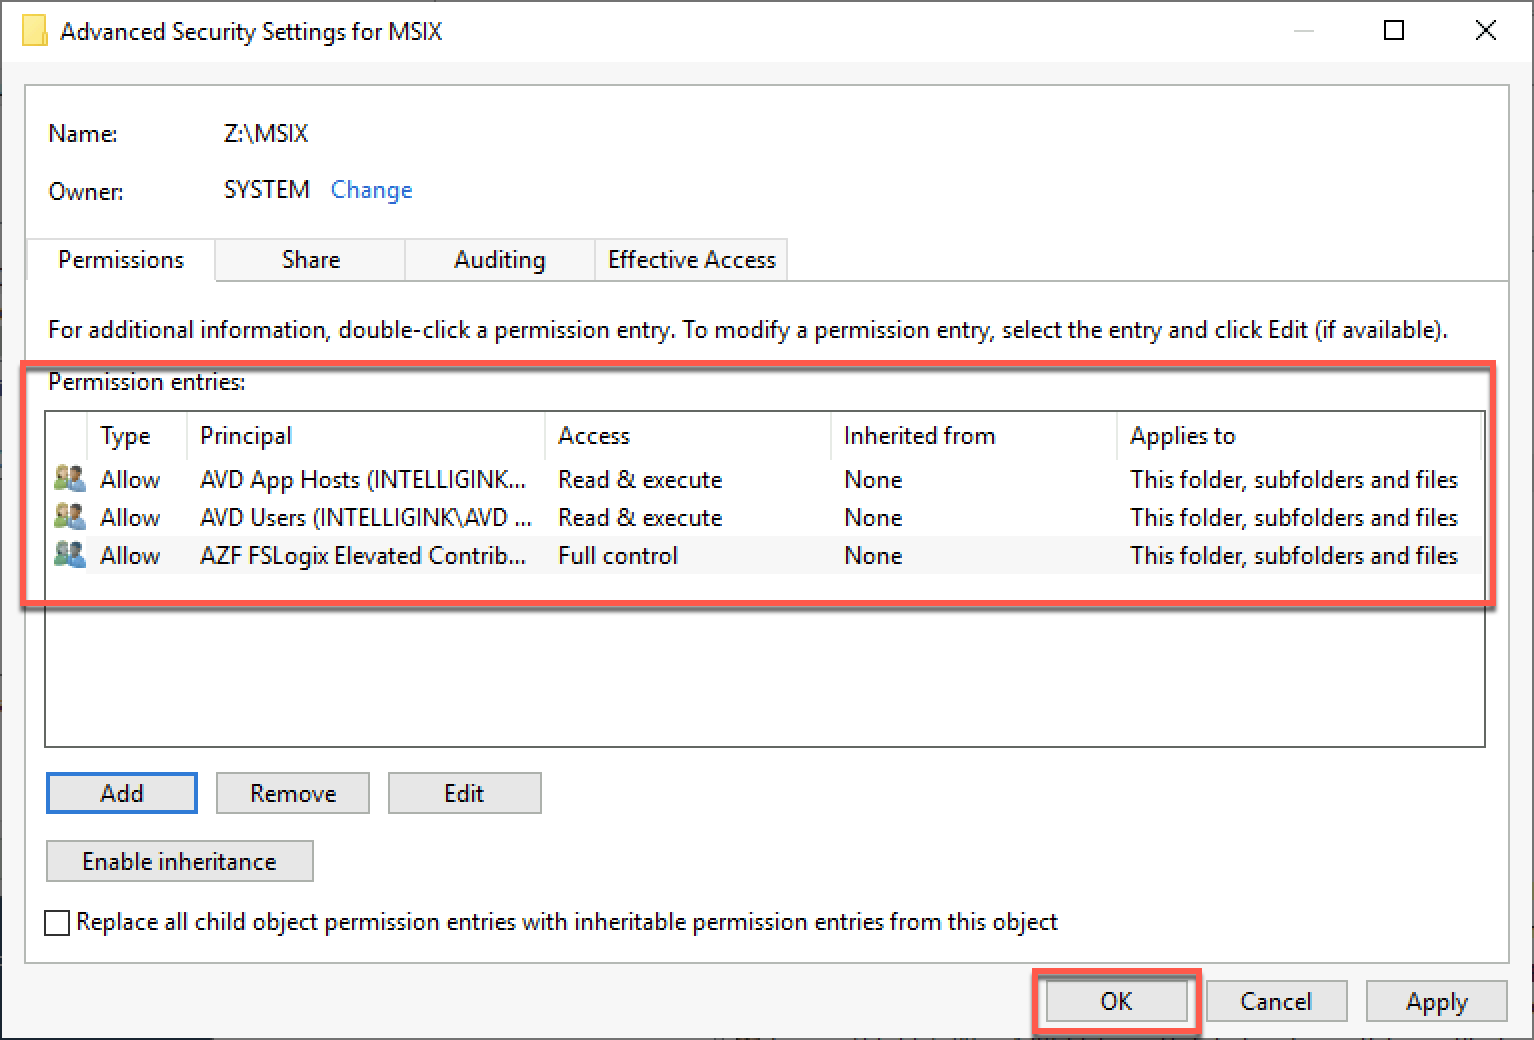 Advanced Security Settings for MSIX
Name: Z:\MSIX
Owner: SYSTEM Change
Permissions Share Auditing Effective Access
For additional information, double-click a permission entry. To modify a permission entry, select the entry and click Edit (if available).
Permission entries:
Type Principal Access Inherited from Applies to
Allow AVD App Hosts (INTELLIGINK... Read & execute None This folder, subfolders and files
Allow AVD Users (INTELLIGINK\AVD ... Read & execute None This folder, subfolders and files
Allow AZF FSLogix Elevated Contrib... Full control None This folder, subfolders and files
Add Remove Edit
Enable inheritance
Replace all child object permission entries with inheritable permission entries from this object
OK Cancel Apply